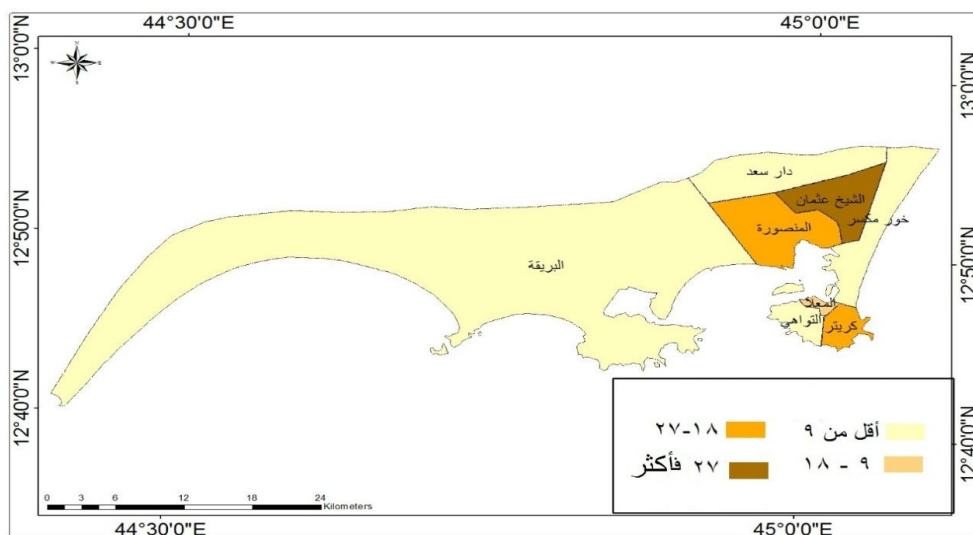 44°30'0"E
45°0'0"E
13°0'0"N
13°0'0"N
N
دار سعد
الشيخ عثمان
خور مكسر
المنصورة
12°50'0"N
البريقة
12°50'0"N
المعلا
التواهي
كريتر
12°40'0"N
12°40'0"N
أقل من ٩
١٨-٢٧
٩ - ١٨
٢٧ فأكثر
0 3 6 12 18 24
Kilometers
44°30'0"E
45°0'0"E